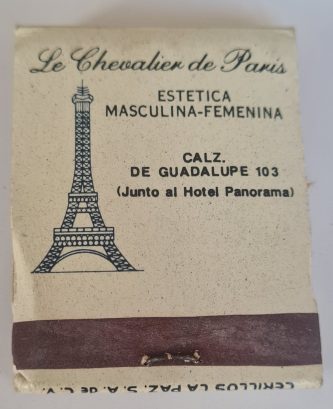 Le Chevalier de Paris
ESTETICA
MASCULINA-FEMENINA
CALZ.
DE GUADALUPE 103
(Junto al Hotel Panorama)
CERILLOS LA PAZ, S. A. de C. V.